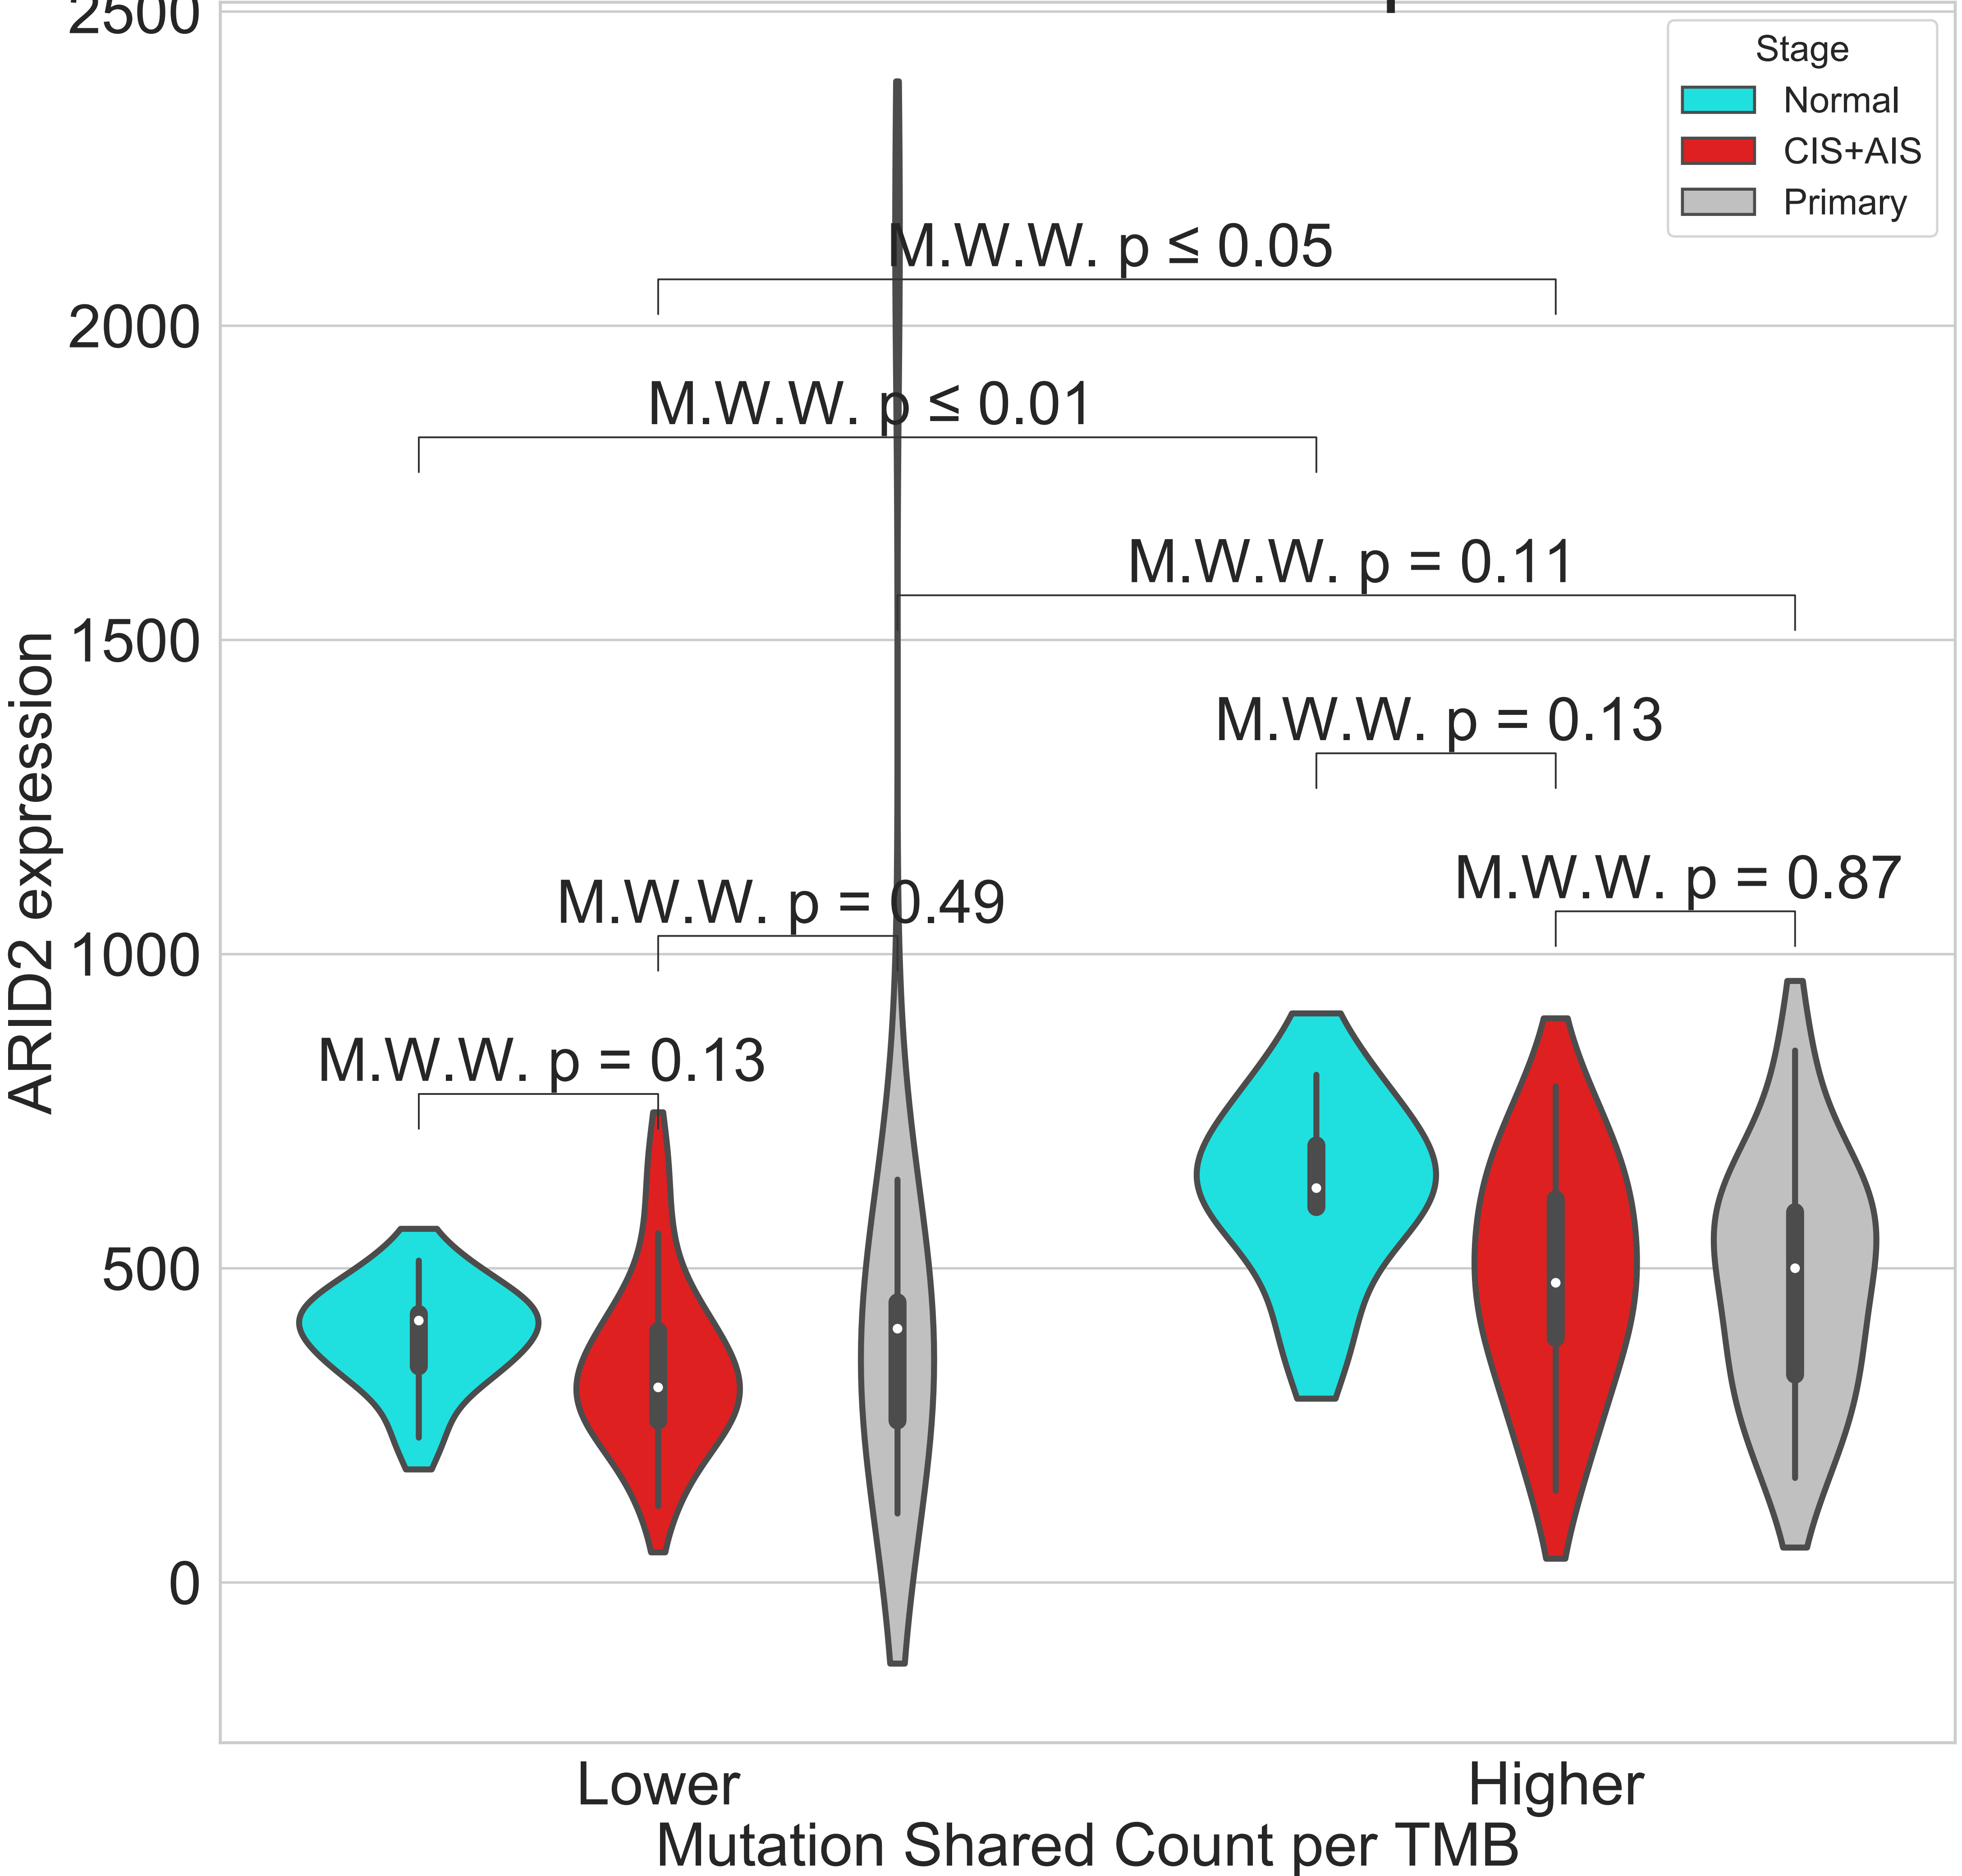 2500
Stage
Normal
CIS+AIS
Primary
M.W.W. p ≤ 0.05
2000
M.W.W. p ≤ 0.01
M.W.W. p = 0.11
1500
M.W.W. p = 0.13
M.W.W. p = 0.87
M.W.W. p = 0.49
1000
M.W.W. p = 0.13
500
0
ARID2 expression
Lower
Higher
Mutation Shared Count per TMB